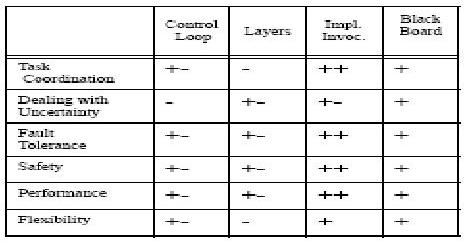 Control Loop Layers Impl. Invoc. Black Board
Task Coordination +- - ++ +
Dealing with Uncertainty - +- +- +
Fault Tolerance +- +- ++ +
Safety +- +- ++ +
Performance +- +- ++ +
Flexibility +- - + +